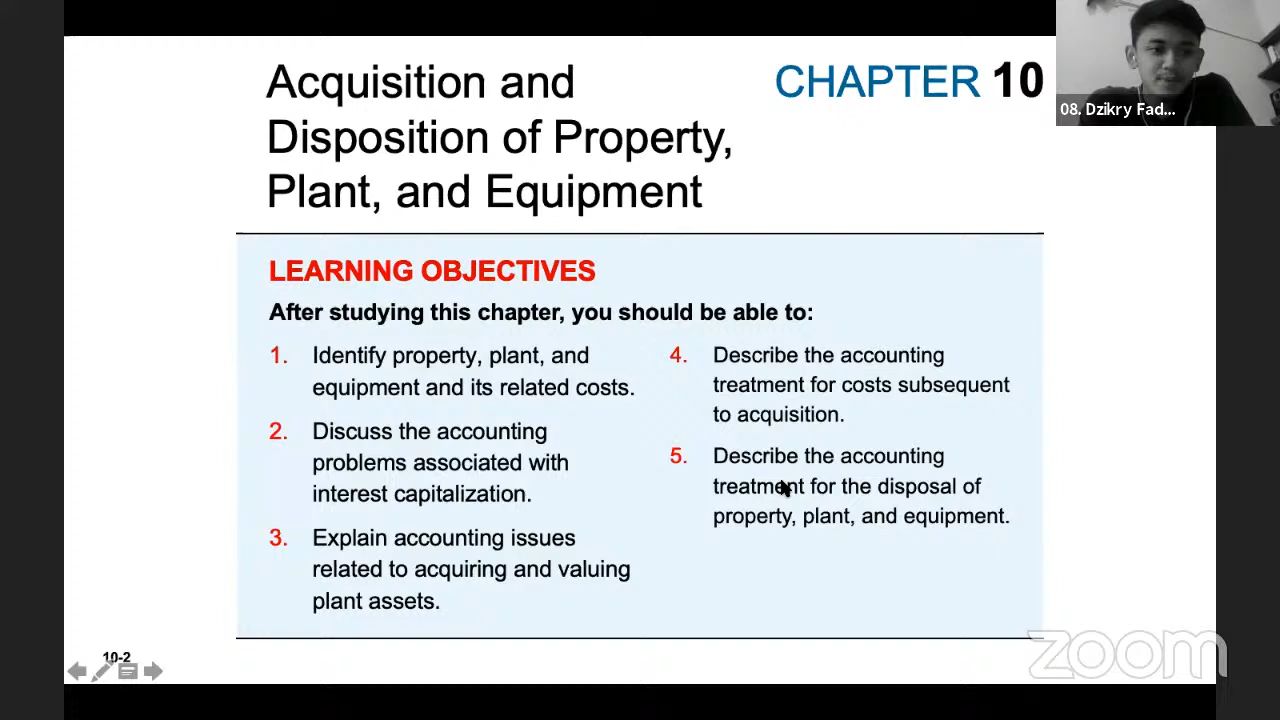 Acquisition and
Disposition of Property,
Plant, and Equipment
CHAPTER 10
08. Dzikry Fad...
LEARNING OBJECTIVES
After studying this chapter, you should be able to:
1. Identify property, plant, and
equipment and its related costs.
2. Discuss the accounting
problems associated with
interest capitalization.
3. Explain accounting issues
related to acquiring and valuing
plant assets.
4. Describe the accounting
treatment for costs subsequent
to acquisition.
5. Describe the accounting
treatment for the disposal of
property, plant, and equipment.
10-2
zoom